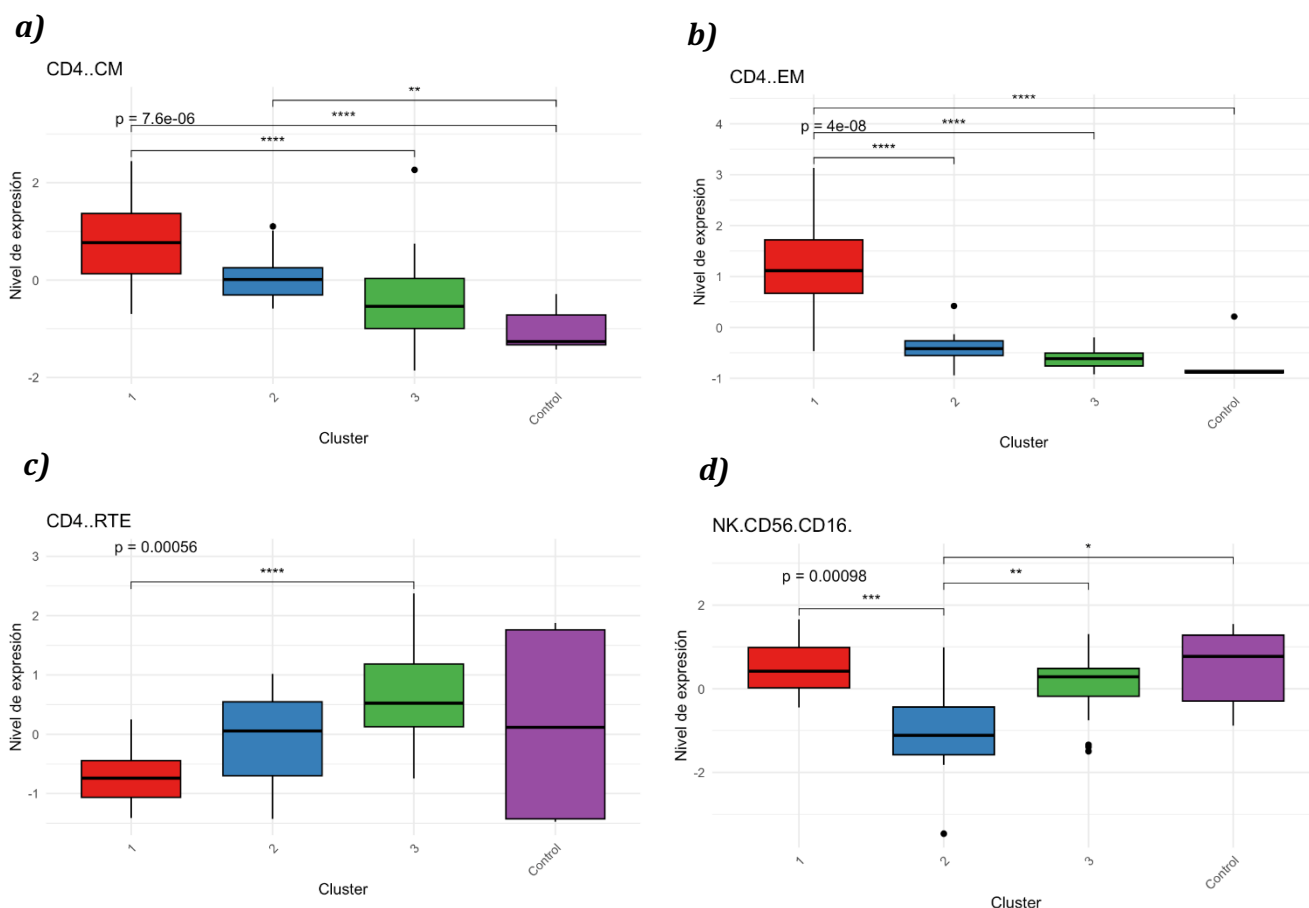 a)
CD4..CM
**
p = 7.6e-06
****
****
2
0
-2
Nivel de expresión
1
2
3
Control
Cluster
b)
CD4..EM
****
p = 4e-08
****
****
4
3
2
1
0
-1
Nivel de expresión
1
2
3
Control
Cluster
c)
CD4..RTE
p = 0.00056
****
3
2
1
0
-1
Nivel de expresión
1
2
3
Control
Cluster
d)
NK.CD56.CD16.
*
p = 0.00098
**
***
2
0
-2
Nivel de expresión
1
2
3
Control
Cluster